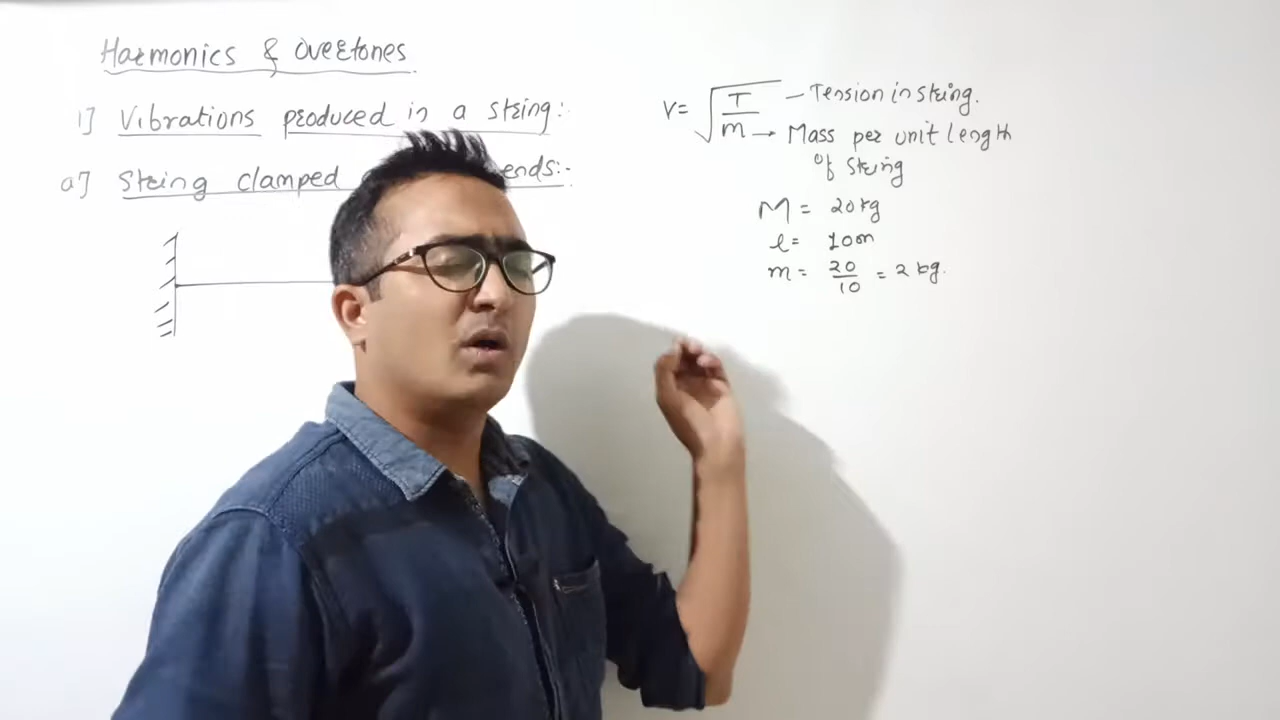 Harmonics & Overtones
1] Vibrations produced in a string:-
a] String clamped ends:-
v= √T/m — Tension in string.
→ Mass per unit length
of string
M = 20 kg
l = 10m
m = 20/10 = 2 kg.